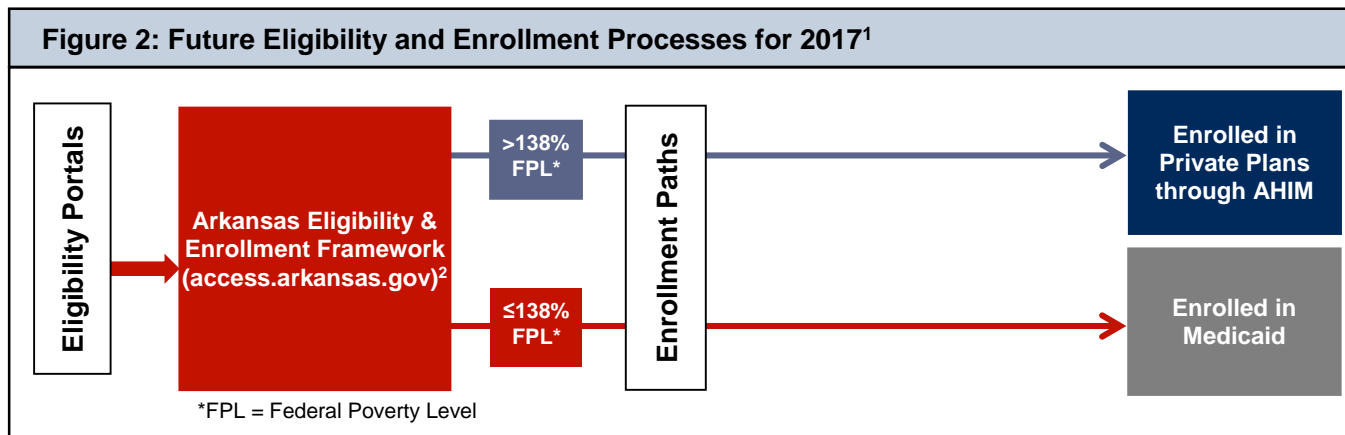 Figure 2: Future Eligibility and Enrollment Processes for 2017¹
Eligibility Portals
Arkansas Eligibility &
Enrollment Framework
(access.arkansas.gov)²
>138%
FPL*
≤138%
FPL*
Enrollment Paths
Enrolled in
Private Plans
through AHIM
Enrolled in
Medicaid
*FPL = Federal Poverty Level